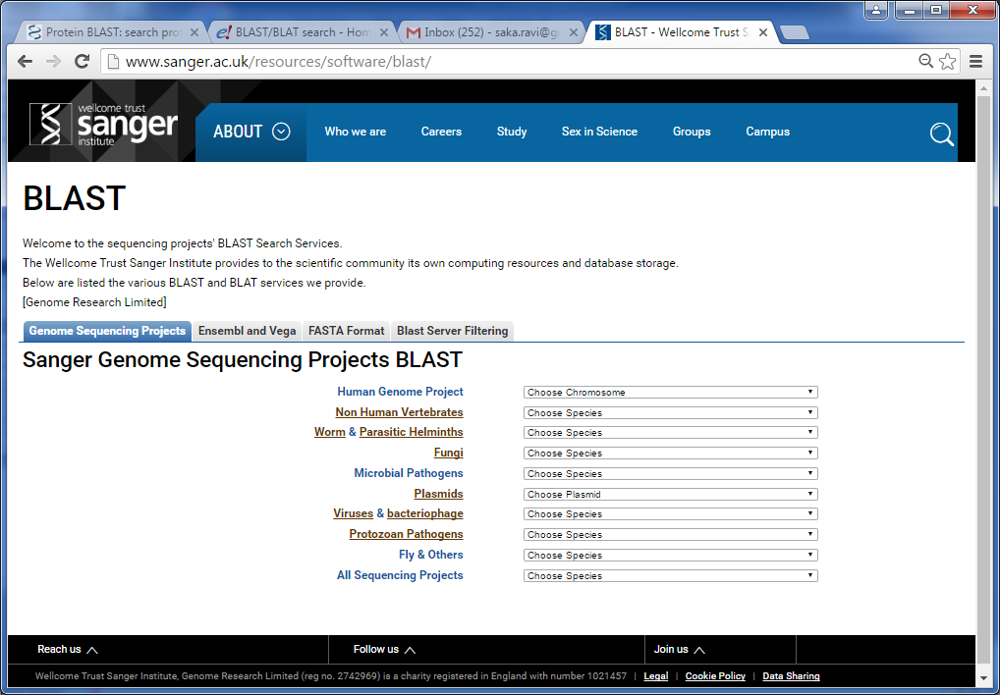 Protein BLAST: search pro
BLAST/BLAT search - Hom
Inbox (252) - saka.ravi@g
BLAST - Wellcome Trust S
www.sanger.ac.uk/resources/software/blast/
wellcome trust
sanger
institute
ABOUT
Who we are
Careers
Study
Sex in Science
Groups
Campus
BLAST
Welcome to the sequencing projects' BLAST Search Services.
The Wellcome Trust Sanger Institute provides to the scientific community its own computing resources and database storage.
Below are listed the various BLAST and BLAT services we provide.
[Genome Research Limited]
Genome Sequencing Projects Ensembl and Vega FASTA Format Blast Server Filtering
Sanger Genome Sequencing Projects BLAST
Human Genome Project Choose Chromosome
Non Human Vertebrates Choose Species
Worm & Parasitic Helminths Choose Species
Fungi Choose Species
Microbial Pathogens Choose Species
Plasmids Choose Plasmid
Viruses & bacteriophage Choose Species
Protozoan Pathogens Choose Species
Fly & Others Choose Species
All Sequencing Projects Choose Species
Reach us Follow us Join us
Wellcome Trust Sanger Institute, Genome Research Limited (reg no. 2742969) is a charity registered in England with number 1021457 | Legal | Cookie Policy | Data Sharing